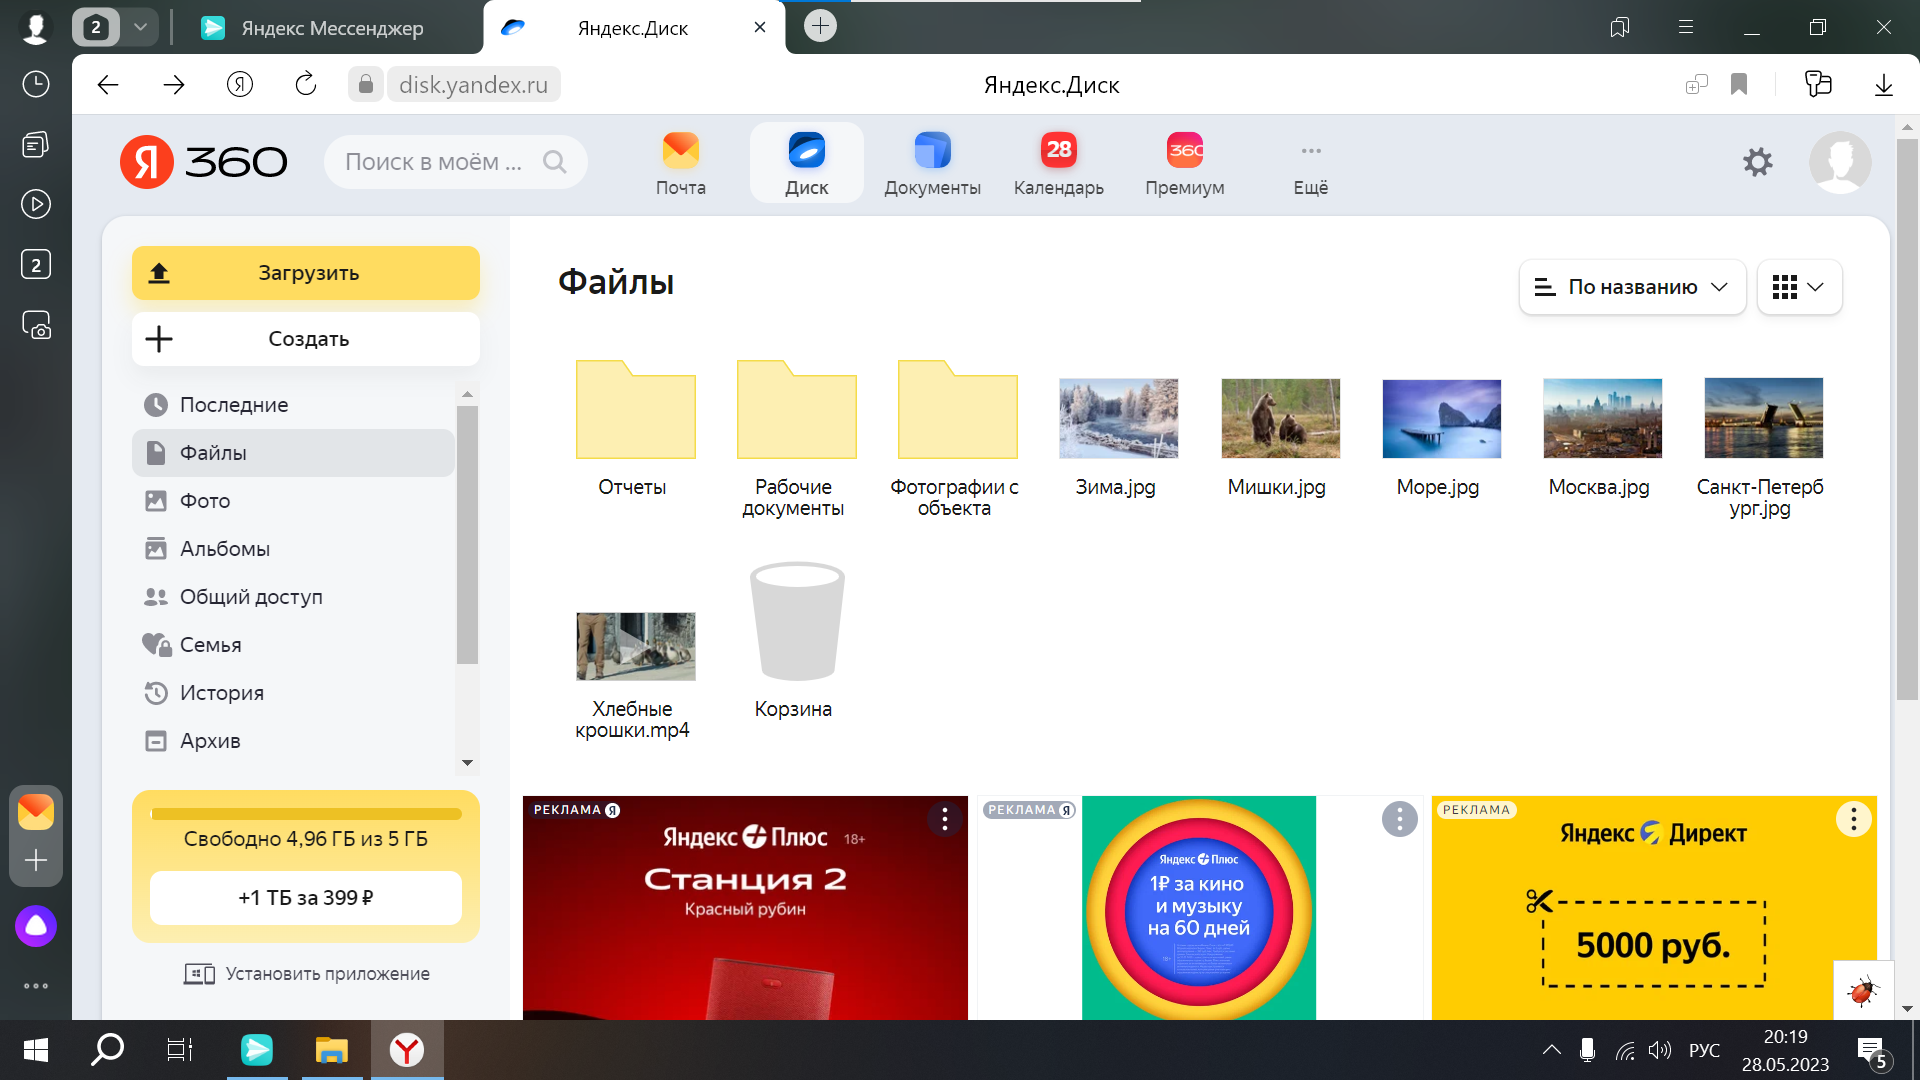 2
Яндекс Мессенджер
Яндекс.Диск
Я
disk.yandex.ru
Яндекс.Диск
2
Я 360
Поиск в моём ...
28
360
Почта
Диск
Документы
Календарь
Премиум
Ещё
Загрузить
Создать
Последние
Файлы
Фото
Альбомы
Общий доступ
Семья
История
Архив
Свободно 4,96 ГБ из 5 ГБ
+1 ТБ за 399 ₽
Установить приложение
Файлы
По названию
Отчеты
Рабочие
документы
Фотографии с
объекта
Зима.jpg
Мишки.jpg
Море.jpg
Москва.jpg
Санкт-Петерб
ург.jpg
Хлебные
крошки.mp4
Корзина
РЕКЛАМА Я
Яндекс Плюс 18+
Станция 2
Красный рубин
РЕКЛАМА Я
Яндекс Плюс
1₽ за кино
и музыку
на 60 дней
РЕКЛАМА
Яндекс Директ
5000 руб.
РУС
20:19
28.05.2023
5